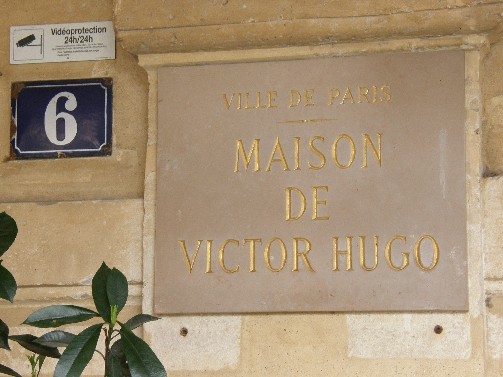 Vidéoprotection
24h/24h
6
VILLE DE PARIS
MAISON
DE
VICTOR HUGO